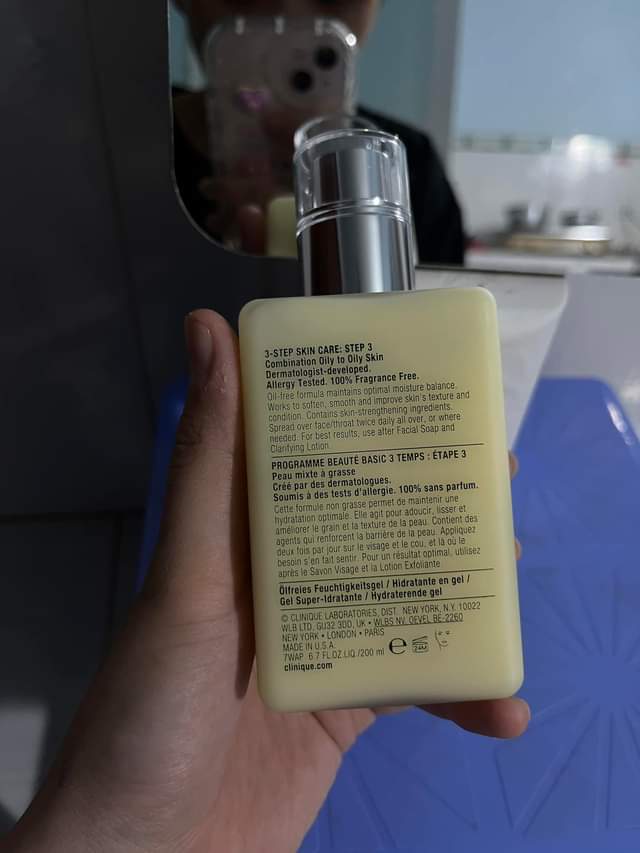 3-STEP SKIN CARE: STEP 3
Combination Oily to Oily Skin
Dermatologist-developed.
Allergy Tested. 100% Fragrance Free.
Oil-free formula maintains optimal moisture balance.
Works to soften, smooth and improve skin's texture and
condition. Contains skin-strengthening ingredients.
Spread over face/throat twice daily all over, or where
needed. For best results, use after Facial Soap and
Clarifying Lotion.
PROGRAMME BEAUTÉ BASIC 3 TEMPS : ÉTAPE 3
Peau mixte à grasse
Créé par des dermatologues.
Soumis à des tests d'allergie. 100% sans parfum.
Cette formule non grasse permet de maintenir une
hydratation optimale. Elle agit pour adoucir, lisser et
améliorer le grain et la texture de la peau. Contient des
agents qui renforcent la barrière de la peau. Appliquez
deux fois par jour sur le visage et le cou, et là où le
besoin s'en fait sentir. Pour un résultat optimal, utilisez
après le Savon Visage et la Lotion Exfoliante
Ölfreies Feuchtigkeitsgel / Hidratante en gel /
Gel Super-Idratante / Hydraterende gel
© CLINIQUE LABORATORIES, DIST. NEW YORK, N.Y. 10022
WLB LTD, GU32 3DD, UK • WLBS NV, OEVEL BE-2260
NEW YORK • LONDON • PARIS
MADE IN U.S.A.
7WAP 6.7 FL.OZ.LIQ./200 ml e 24M
clinique.com